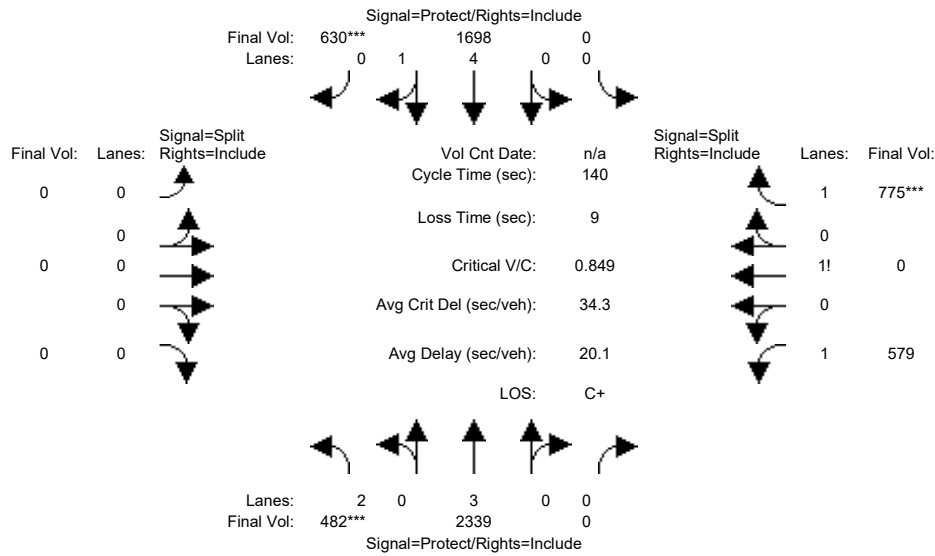 Signal=Protect/Rights=Include
Final Vol: 630*** 1698 0
Lanes: 0 1 4 0 0
Signal=Split
Final Vol: Lanes: Rights=Include
Vol Cnt Date: n/a
Signal=Split
Rights=Include Lanes: Final Vol:
Cycle Time (sec): 140
0 0
1 775***
Loss Time (sec): 9
0
0
0 0
Critical V/C: 0.849
1! 0
0
Avg Crit Del (sec/veh): 34.3
0
0 0
Avg Delay (sec/veh): 20.1
1 579
LOS: C+
Lanes: 2 0 3 0 0
Final Vol: 482*** 2339 0
Signal=Protect/Rights=Include